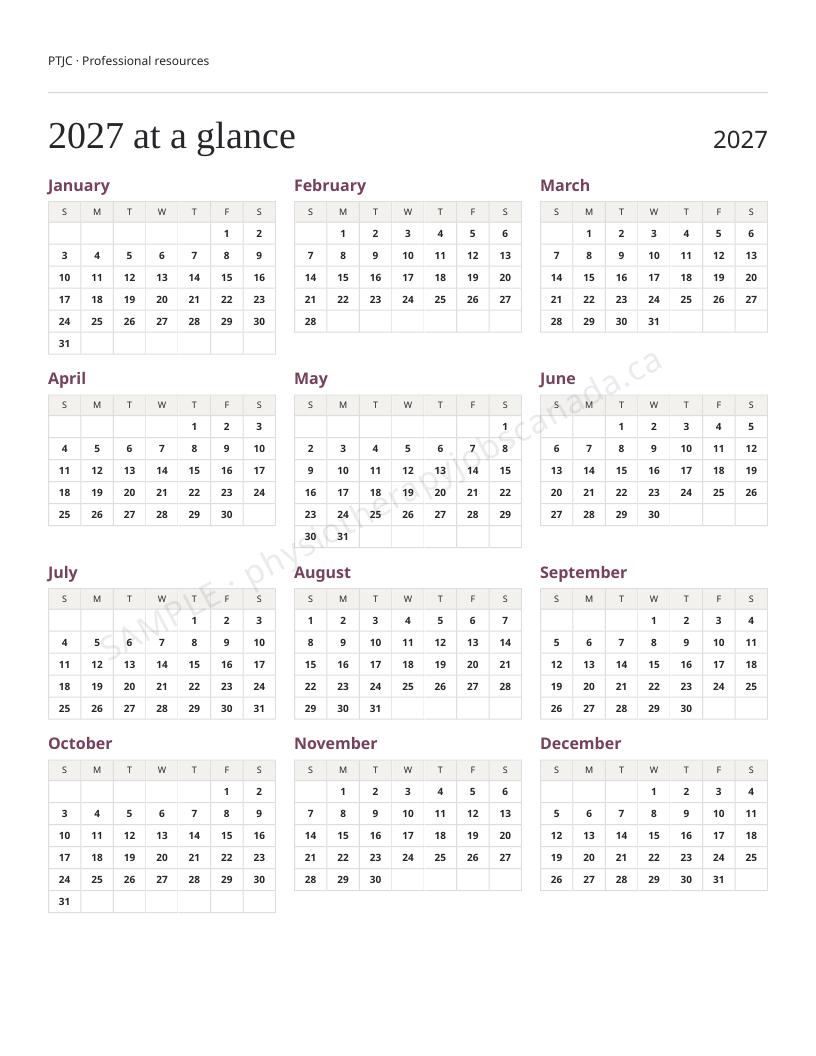 PTJC · Professional resources
2027 at a glance
2027
January
S M T W T F S
1 2
3 4 5 6 7 8 9
10 11 12 13 14 15 16
17 18 19 20 21 22 23
24 25 26 27 28 29 30
31
February
S M T W T F S
1 2 3 4 5 6
7 8 9 10 11 12 13
14 15 16 17 18 19 20
21 22 23 24 25 26 27
28
March
S M T W T F S
1 2 3 4 5 6
7 8 9 10 11 12 13
14 15 16 17 18 19 20
21 22 23 24 25 26 27
28 29 30 31
April
S M T W T F S
1 2 3
4 5 6 7 8 9 10
11 12 13 14 15 16 17
18 19 20 21 22 23 24
25 26 27 28 29 30
May
S M T W T F S
1
2 3 4 5 6 7 8
9 10 11 12 13 14 15
16 17 18 19 20 21 22
23 24 25 26 27 28 29
30 31
June
S M T W T F S
1 2 3 4 5
6 7 8 9 10 11 12
13 14 15 16 17 18 19
20 21 22 23 24 25 26
27 28 29 30
July
S M T W T F S
1 2 3
4 5 6 7 8 9 10
11 12 13 14 15 16 17
18 19 20 21 22 23 24
25 26 27 28 29 30 31
August
S M T W T F S
1 2 3 4 5 6 7
8 9 10 11 12 13 14
15 16 17 18 19 20 21
22 23 24 25 26 27 28
29 30 31
September
S M T W T F S
1 2 3 4
5 6 7 8 9 10 11
12 13 14 15 16 17 18
19 20 21 22 23 24 25
26 27 28 29 30
October
S M T W T F S
1 2
3 4 5 6 7 8 9
10 11 12 13 14 15 16
17 18 19 20 21 22 23
24 25 26 27 28 29 30
31
November
S M T W T F S
1 2 3 4 5 6
7 8 9 10 11 12 13
14 15 16 17 18 19 20
21 22 23 24 25 26 27
28 29 30
December
S M T W T F S
1 2 3 4
5 6 7 8 9 10 11
12 13 14 15 16 17 18
19 20 21 22 23 24 25
26 27 28 29 30 31
SAMPLE · physiotherapyjobscanada.ca